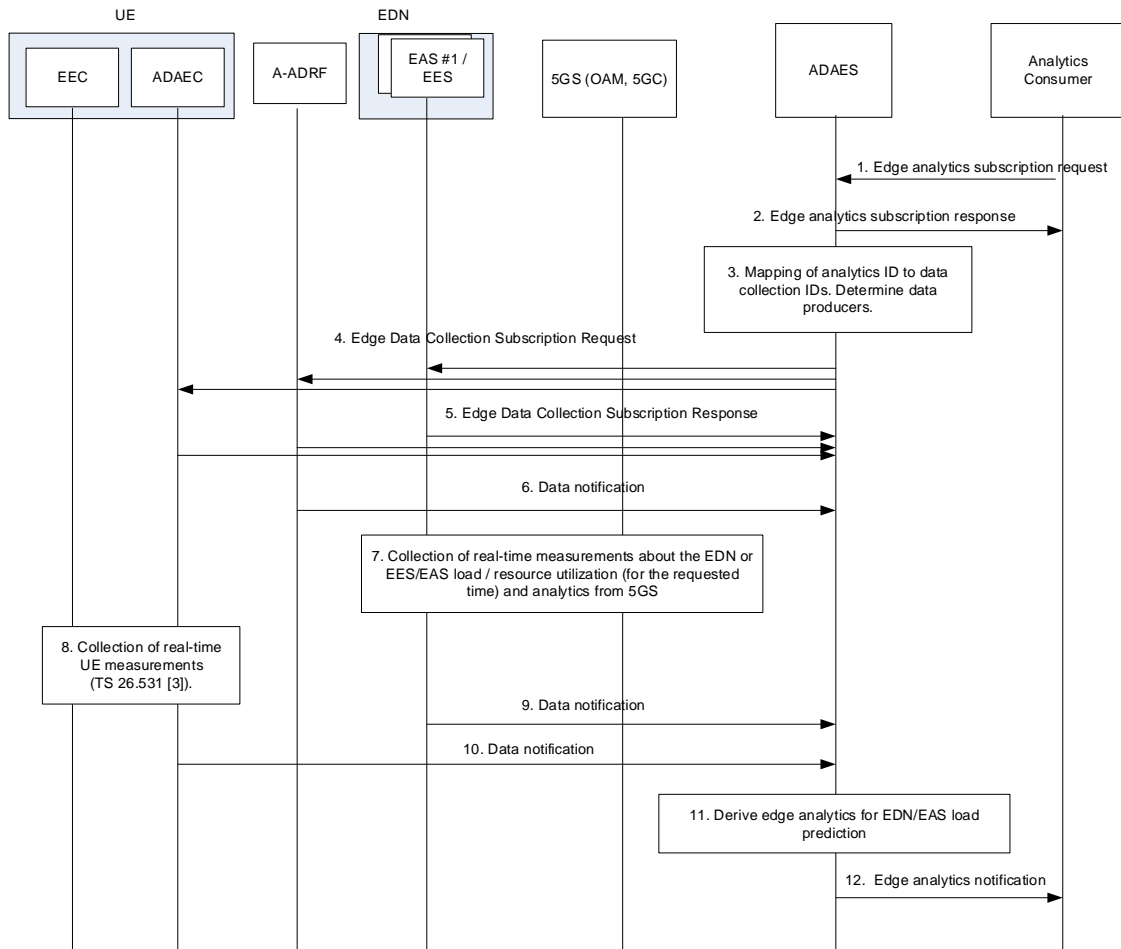 UE
EDN
EEC
ADAEC
A-ADRF
EAS #1 /
EES
5GS (OAM, 5GC)
ADAES
Analytics
Consumer
1. Edge analytics subscription request
2. Edge analytics subscription response
3. Mapping of analytics ID to data
collection IDs. Determine data
producers.
4. Edge Data Collection Subscription Request
5. Edge Data Collection Subscription Response
6. Data notification
7. Collection of real-time measurements about the EDN or
EES/EAS load / resource utilization (for the requested
time) and analytics from 5GS
8. Collection of real-time
UE measurements
(TS 26.531 [3]).
9. Data notification
10. Data notification
11. Derive edge analytics for EDN/EAS load
prediction
12. Edge analytics notification